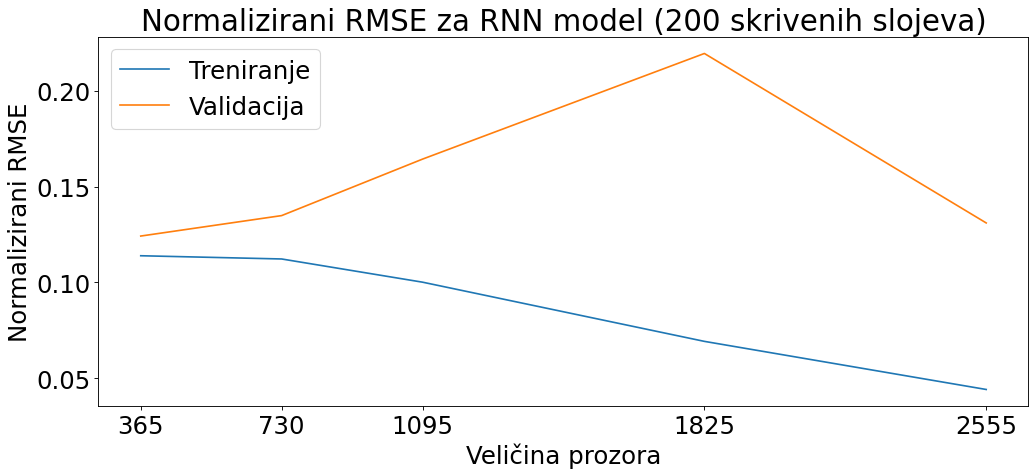 Normalizirani RMSE za RNN model (200 skrivenih slojeva)
Treniranje
Validacija
Normalizirani RMSE
0.20
0.15
0.10
0.05
365 730 1095 1825 2555
Veličina prozora